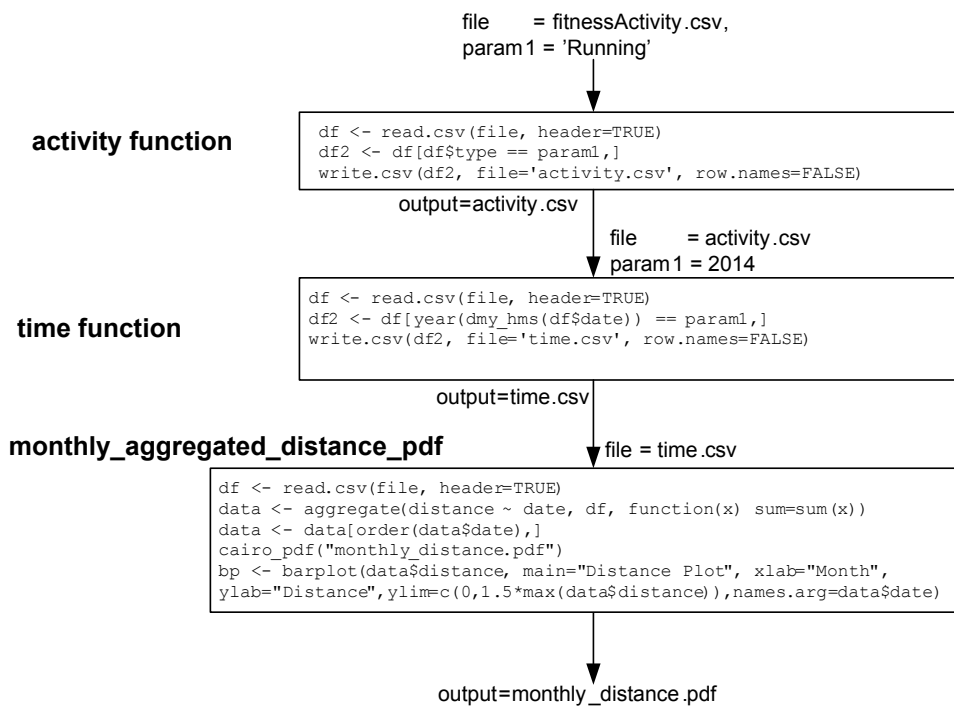 file = fitnessActivity.csv,
param1 = ’Running’
activity function
df <- read.csv(file, header=TRUE)
df2 <- df[df$type == param1,]
write.csv(df2, file='activity.csv', row.names=FALSE)
output=activity.csv
file = activity.csv
param1 = 2014
time function
df <- read.csv(file, header=TRUE)
df2 <- df[year(dmy_hms(df$date)) == param1,]
write.csv(df2, file='time.csv', row.names=FALSE)
output=time.csv
monthly_aggregated_distance_pdf
file = time.csv
df <- read.csv(file, header=TRUE)
data <- aggregate(distance ~ date, df, function(x) sum=sum(x))
data <- data[order(data$date),]
cairo_pdf("monthly_distance.pdf")
bp <- barplot(data$distance, main="Distance Plot", xlab="Month",
ylab="Distance",ylim=c(0,1.5*max(data$distance)),names.arg=data$date)
output=monthly_distance.pdf